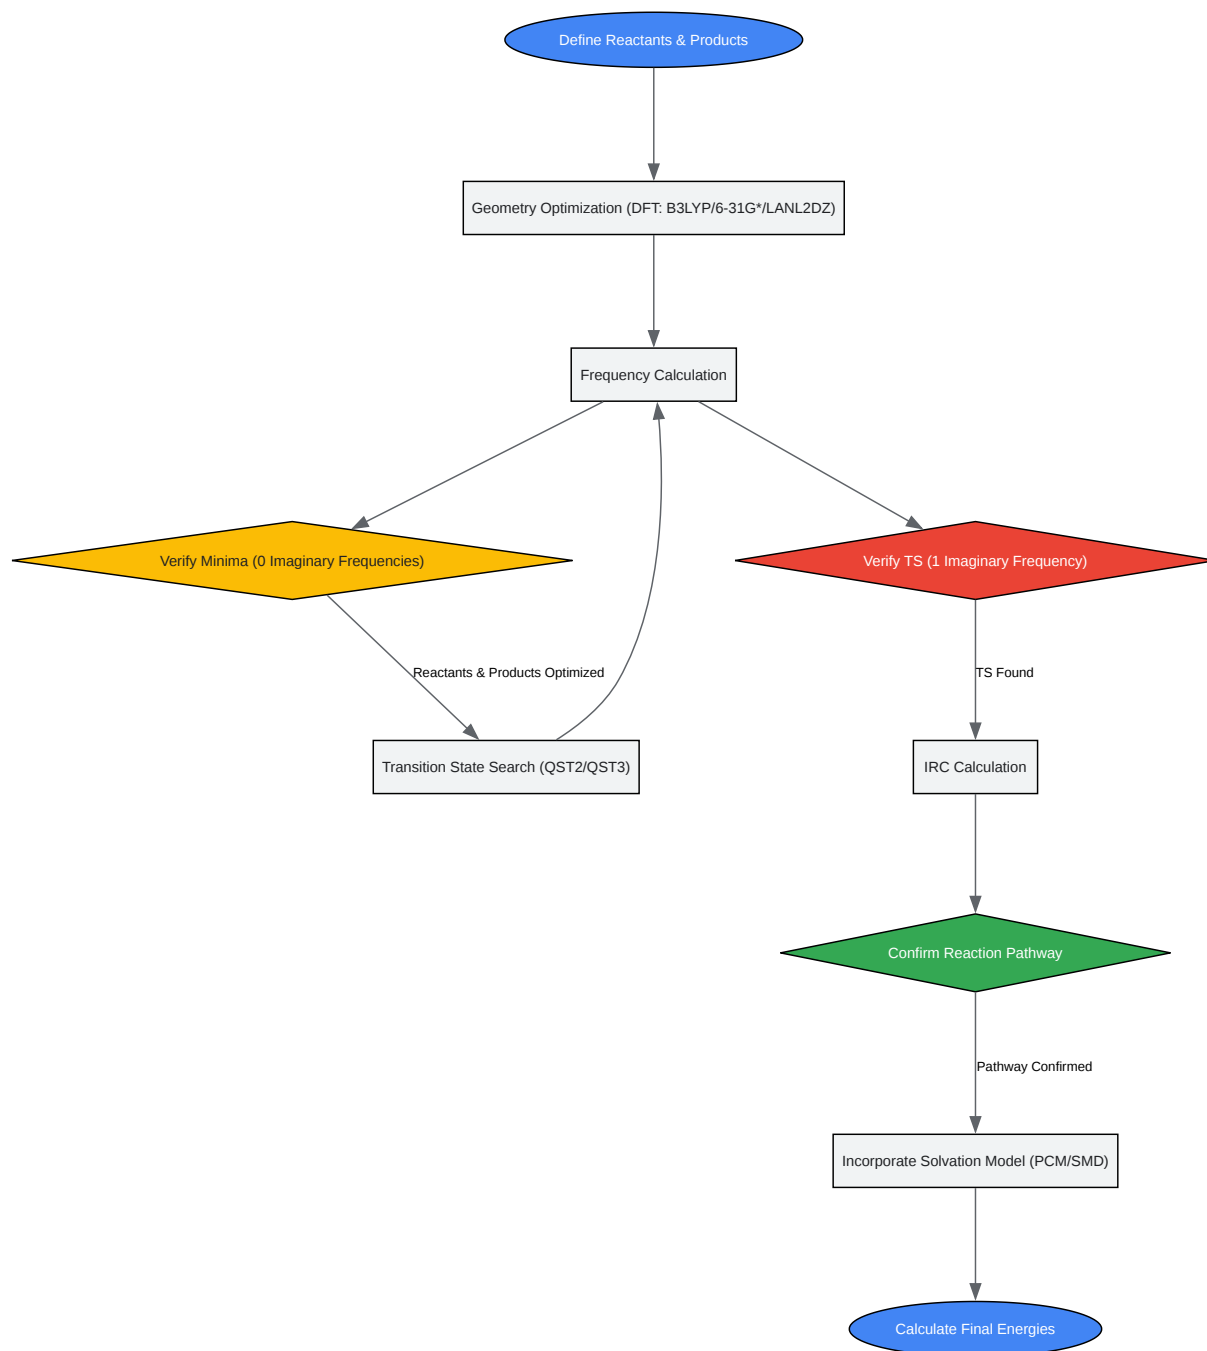 Define Reactants & Products
Geometry Optimization (DFT: B3LYP/6-31G*/LANL2DZ)
Frequency Calculation
Verify Minima (0 Imaginary Frequencies)
Verify TS (1 Imaginary Frequency)
Reactants & Products Optimized
TS Found
Transition State Search (QST2/QST3)
IRC Calculation
Confirm Reaction Pathway
Pathway Confirmed
Incorporate Solvation Model (PCM/SMD)
Calculate Final Energies